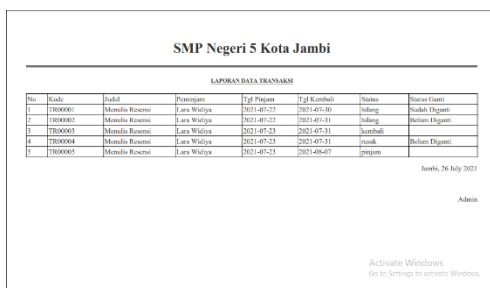 SMP Negeri 5 Kota Jambi
LAPORAN DATA TRANSAKSI
No Kode Judul Peminjam Tgl Pinjam Tgl Kembali Status Status Ganti
1 TR00001 Menulis Resensi Lara Widiya 2021-07-22 2021-07-30 hilang Sudah Diganti
2 TR00002 Menulis Resensi Lara Widiya 2021-07-22 2021-07-31 hilang Belum Diganti
3 TR00003 Menulis Resensi Lara Widiya 2021-07-23 2021-07-31 kembali
4 TR00004 Menulis Resensi Lara Widiya 2021-07-23 2021-07-31 rusak Belum Diganti
5 TR00005 Menulis Resensi Lara Widiya 2021-07-23 2021-08-07 pinjam
Jambi, 26 July 2021
Admin
Activate Windows
Go to Settings to activate Windows.